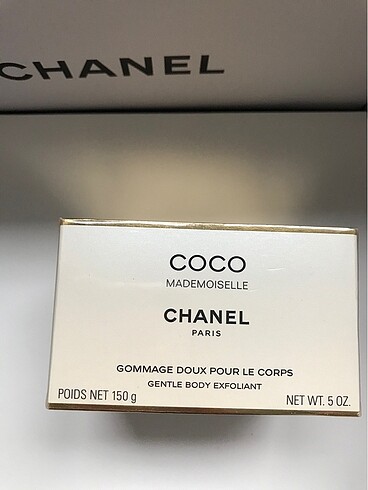 CHANEL
COCO
MADEMOISELLE
CHANEL
PARIS
GOMMAGE DOUX POUR LE CORPS
GENTLE BODY EXFOLIANT
POIDS NET 150 g NET WT. 5 OZ.